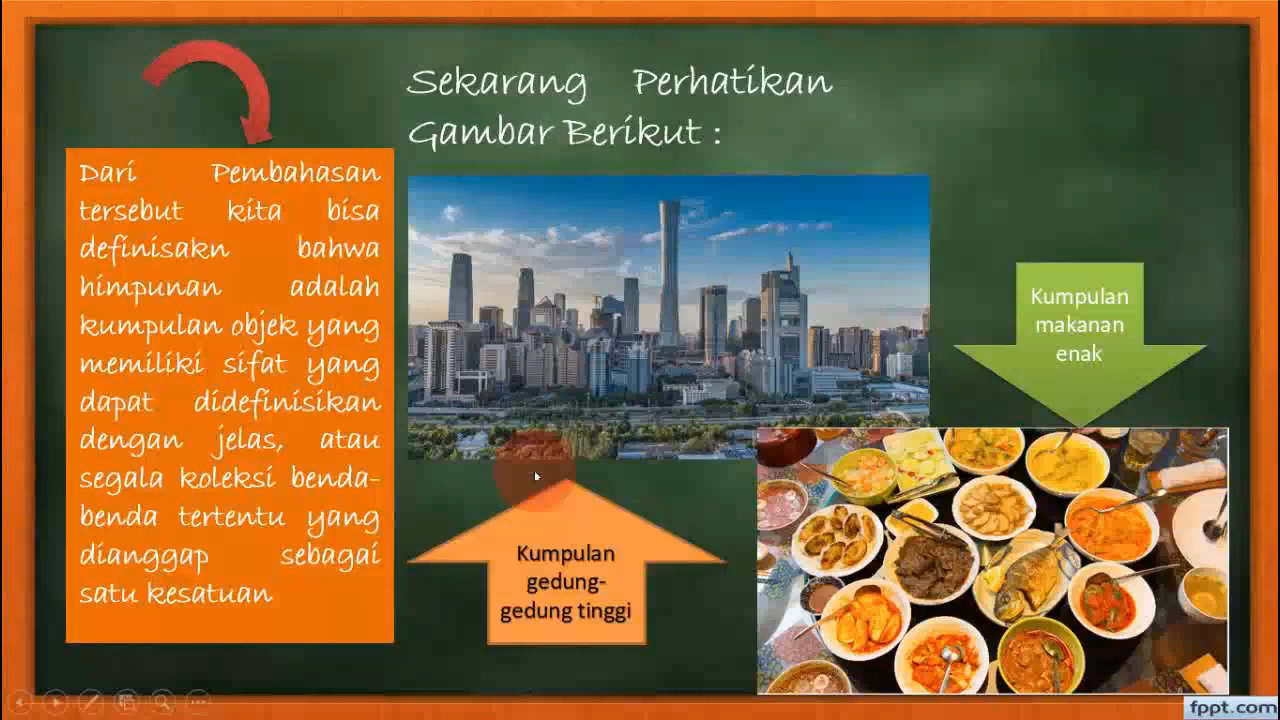 Sekarang Perhatikan
Gambar Berikut :
Dari Pembahasan
tersebut kita bisa
definisakn bahwa
himpunan adalah
kumpulan objek yang
memiliki sifat yang
dapat didefinisikan
dengan jelas, atau
segala koleksi benda-
benda tertentu yang
dianggap sebagai
satu kesatuan
Kumpulan
gedung-
gedung tinggi
Kumpulan
makanan
enak
fppt.com